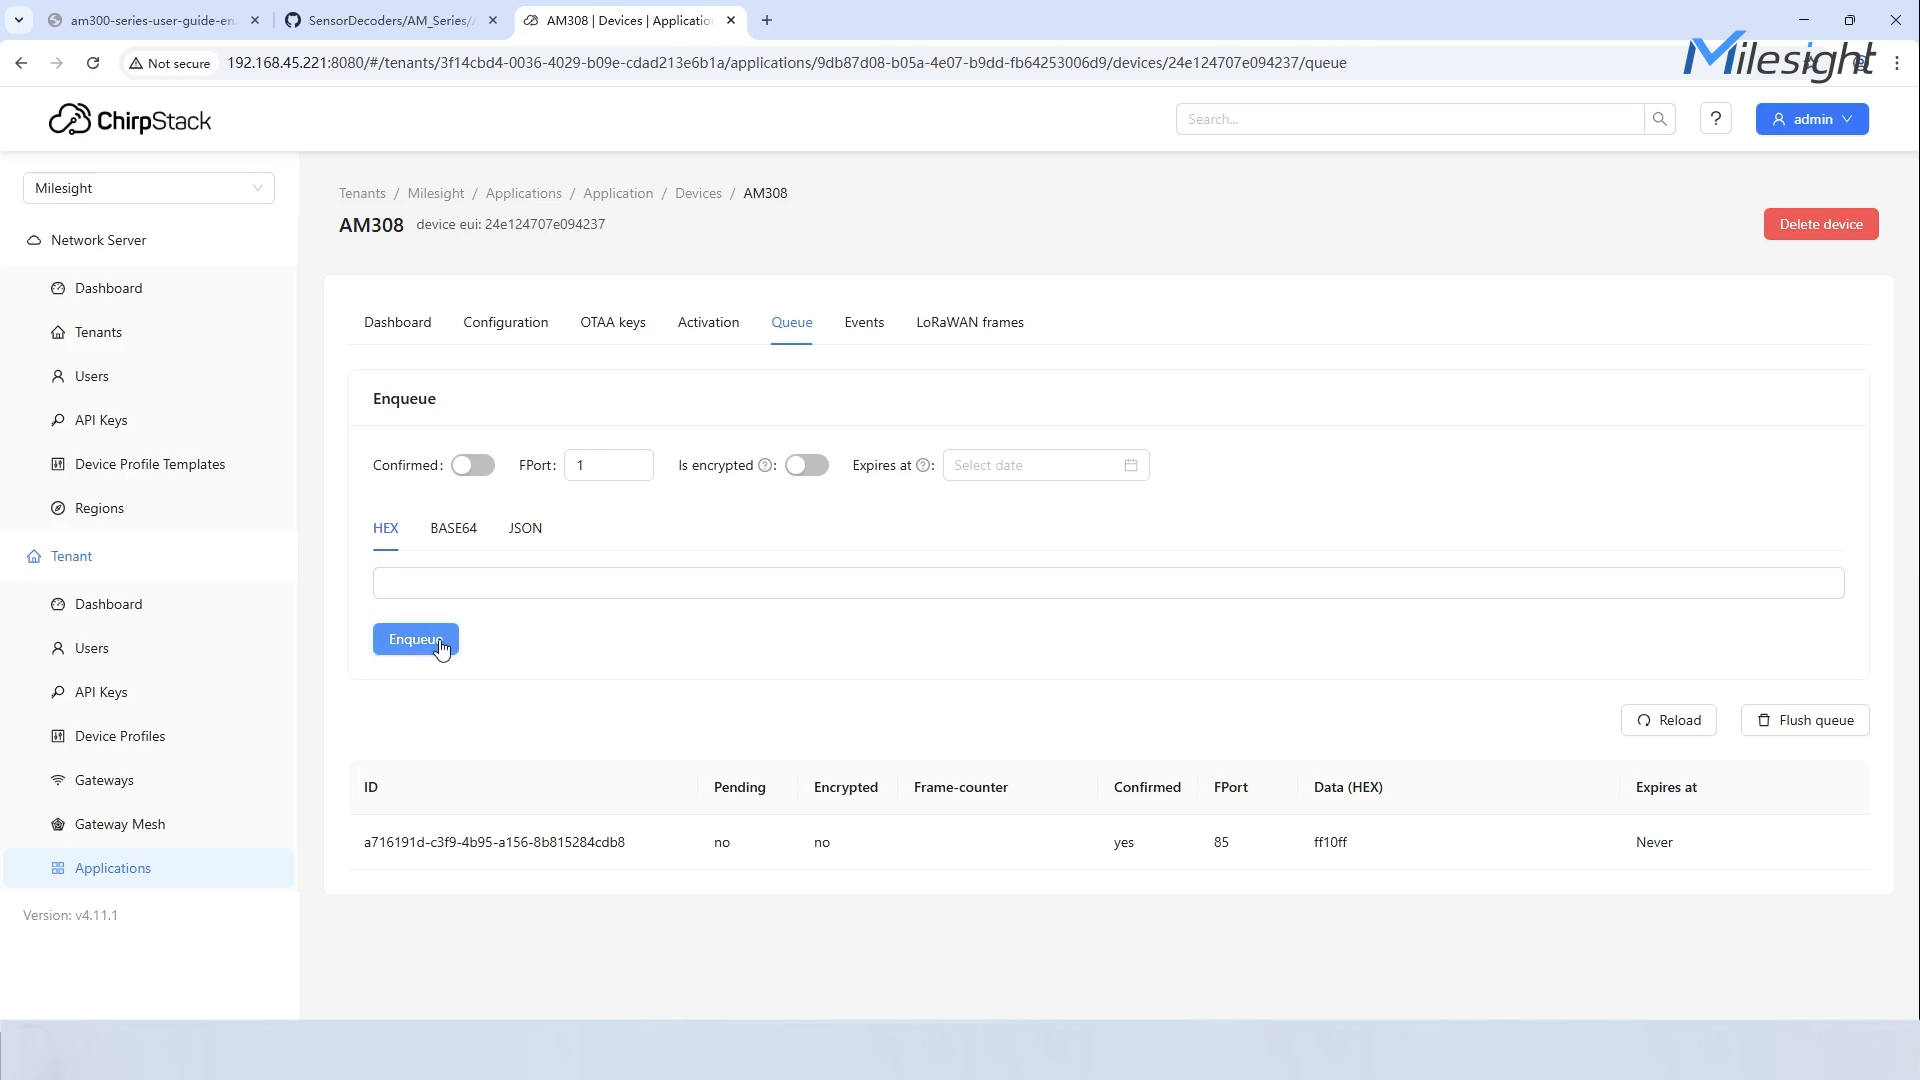 am300-series-user-guide-en
SensorDecoders/AM_Series/
AM308 | Devices | Applicatio
Not secure
192.168.45.221:8080/#/tenants/3f14cbd4-0036-4029-b09e-cdad213e6b1a/applications/9db87d08-b05a-4e07-b9dd-fb64253006d9/devices/24e124707e094237/queue
Milesight
ChirpStack
Search...
?
admin
Milesight
Network Server
Dashboard
Tenants
Users
API Keys
Device Profile Templates
Regions
Tenant
Dashboard
Users
API Keys
Device Profiles
Gateways
Gateway Mesh
Applications
Version: v4.11.1
Tenants / Milesight / Applications / Application / Devices / AM308
AM308 device eui: 24e124707e094237
Delete device
Dashboard Configuration OTAA keys Activation Queue Events LoRaWAN frames
Enqueue
Confirmed: FPort: 1 Is encrypted ?: Expires at ?: Select date
HEX BASE64 JSON
Enqueue
Reload Flush queue
ID Pending Encrypted Frame-counter Confirmed FPort Data (HEX) Expires at
a716191d-c3f9-4b95-a156-8b815284cdb8 no no yes 85 ff10ff Never